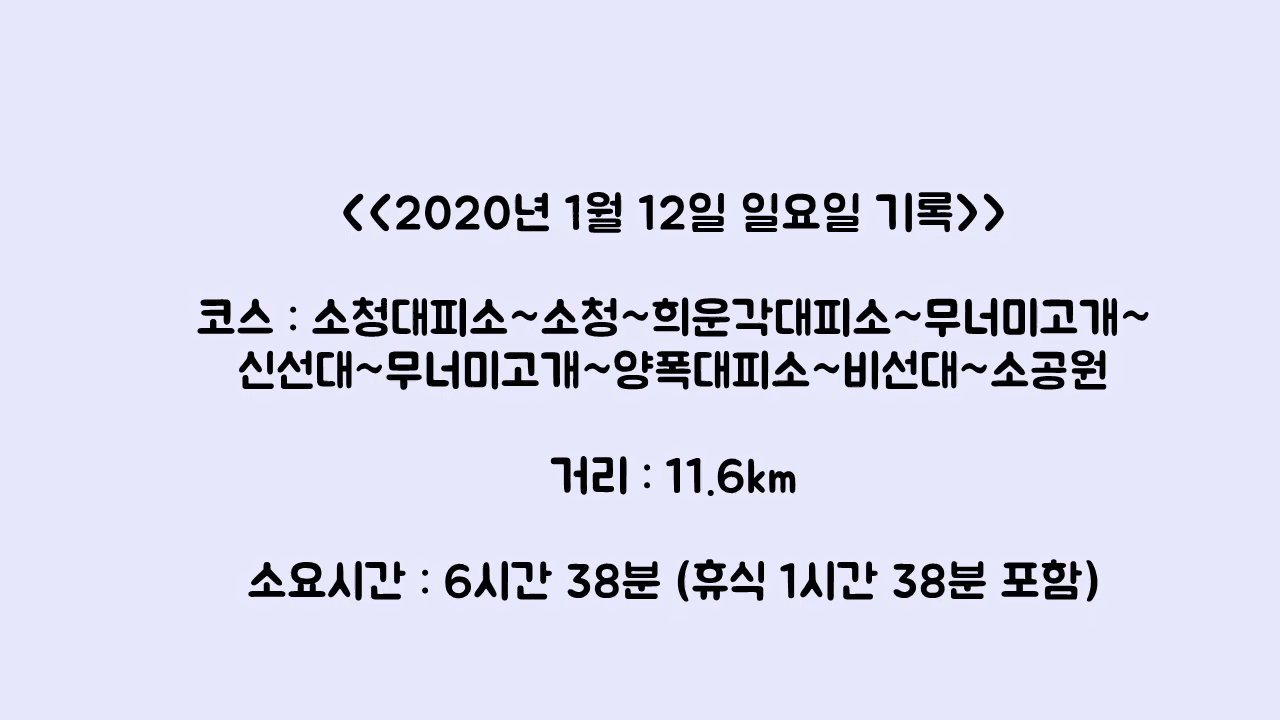 <<2020년 1월 12일 일요일 기록>>
코스 : 소청대피소~소청~희운각대피소~무너미고개~
신선대~무너미고개~양폭대피소~비선대~소공원
거리 : 11.6km
소요시간 : 6시간 38분 (휴식 1시간 38분 포함)